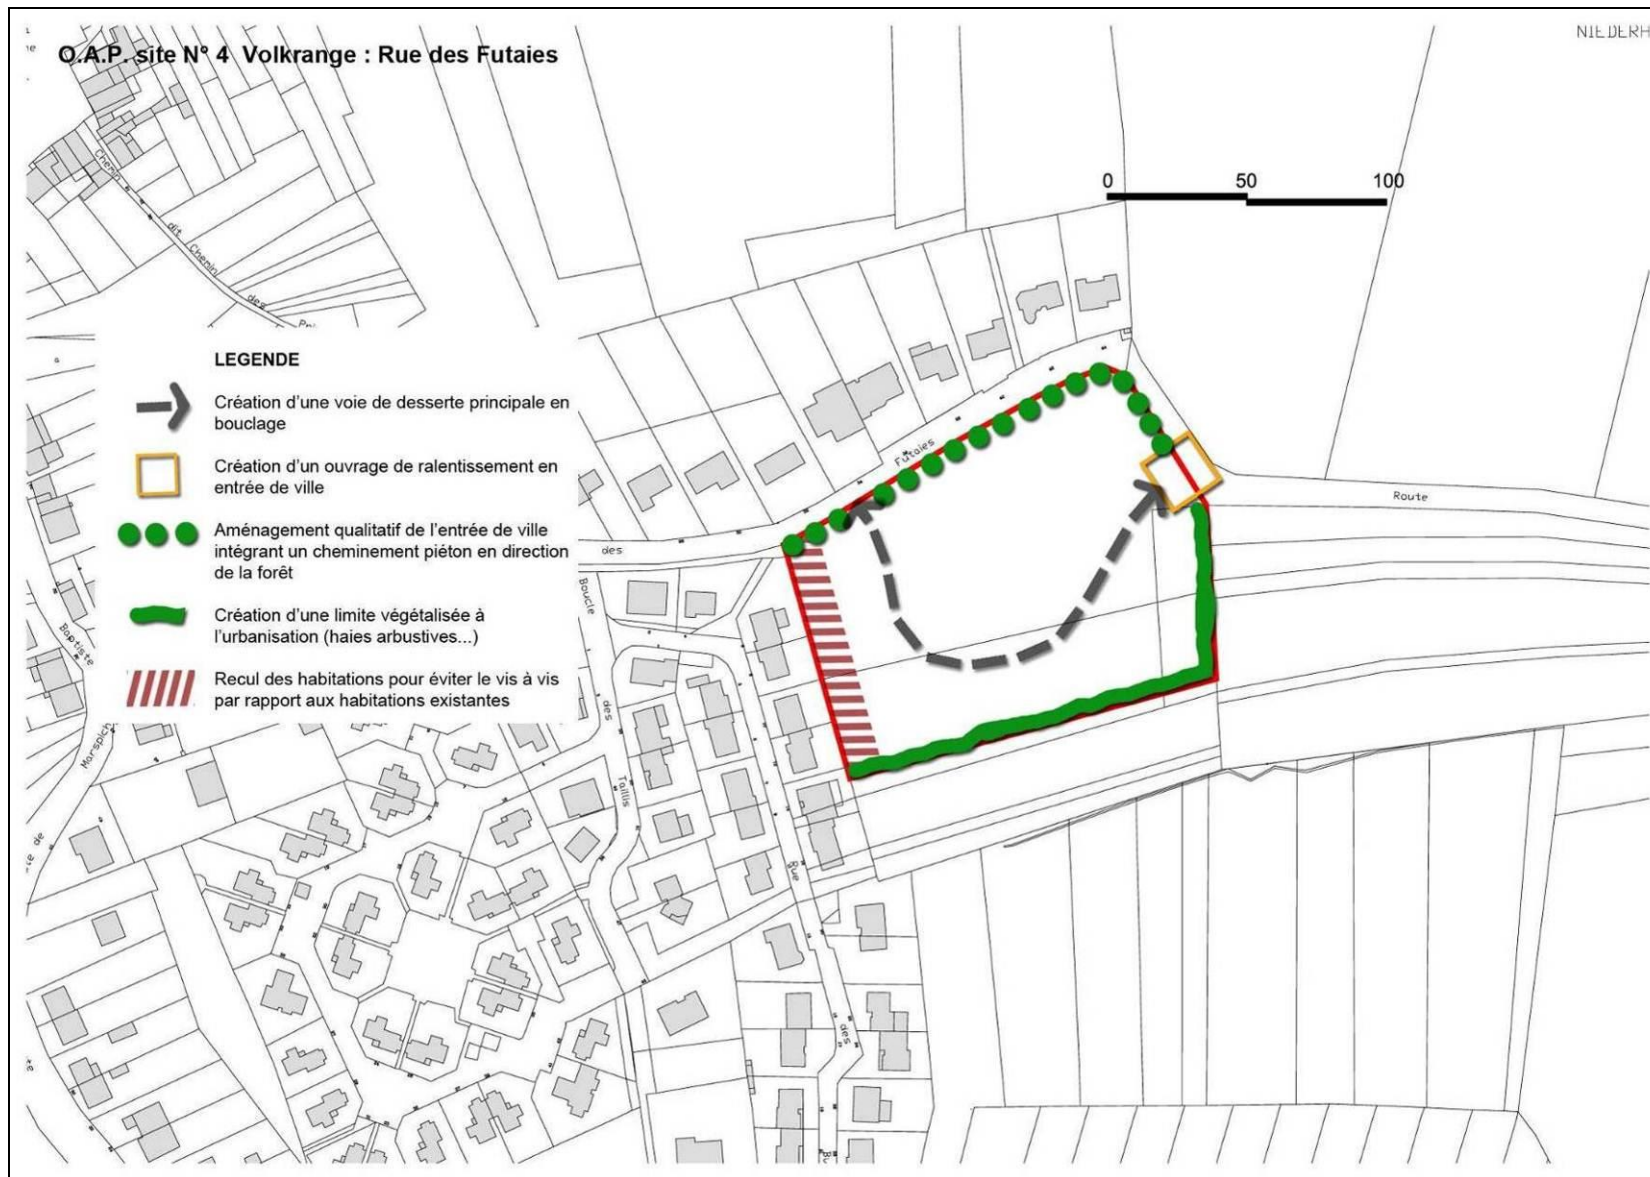 O.A.P. site N° 4 Volkrange : Rue des Futaies
NIEDERH
0 50 100
Chemin
dit Chemin
des
LEGENDE
Création d'une voie de desserte principale en
bouclage
Création d'un ouvrage de ralentissement en
entrée de ville
Aménagement qualitatif de l'entrée de ville
intégrant un cheminement piéton en direction
de la forêt
Création d'une limite végétalisée à
l'urbanisation (haies arbustives...)
Recul des habitations pour éviter le vis à vis
par rapport aux habitations existantes
Futaies
Route
des
Boucle
des
Taillis
Baptiste
de
Rue
des